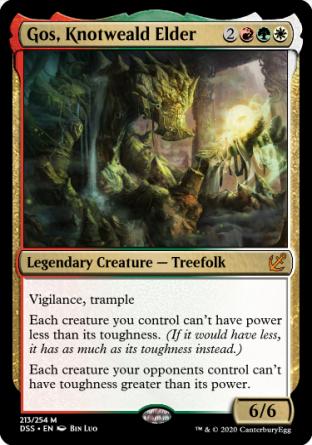 Gos, Knotweald Elder 2
Legendary Creature — Treefolk
Vigilance, trample
Each creature you control can't have power
less than its toughness. (If it would have less,
it has as much as its toughness instead.)
Each creature your opponents control can't
have toughness greater than its power.
6/6
213/254 M
DSS • EN Bin Luo
™ & © 2020 CanterburyEgg